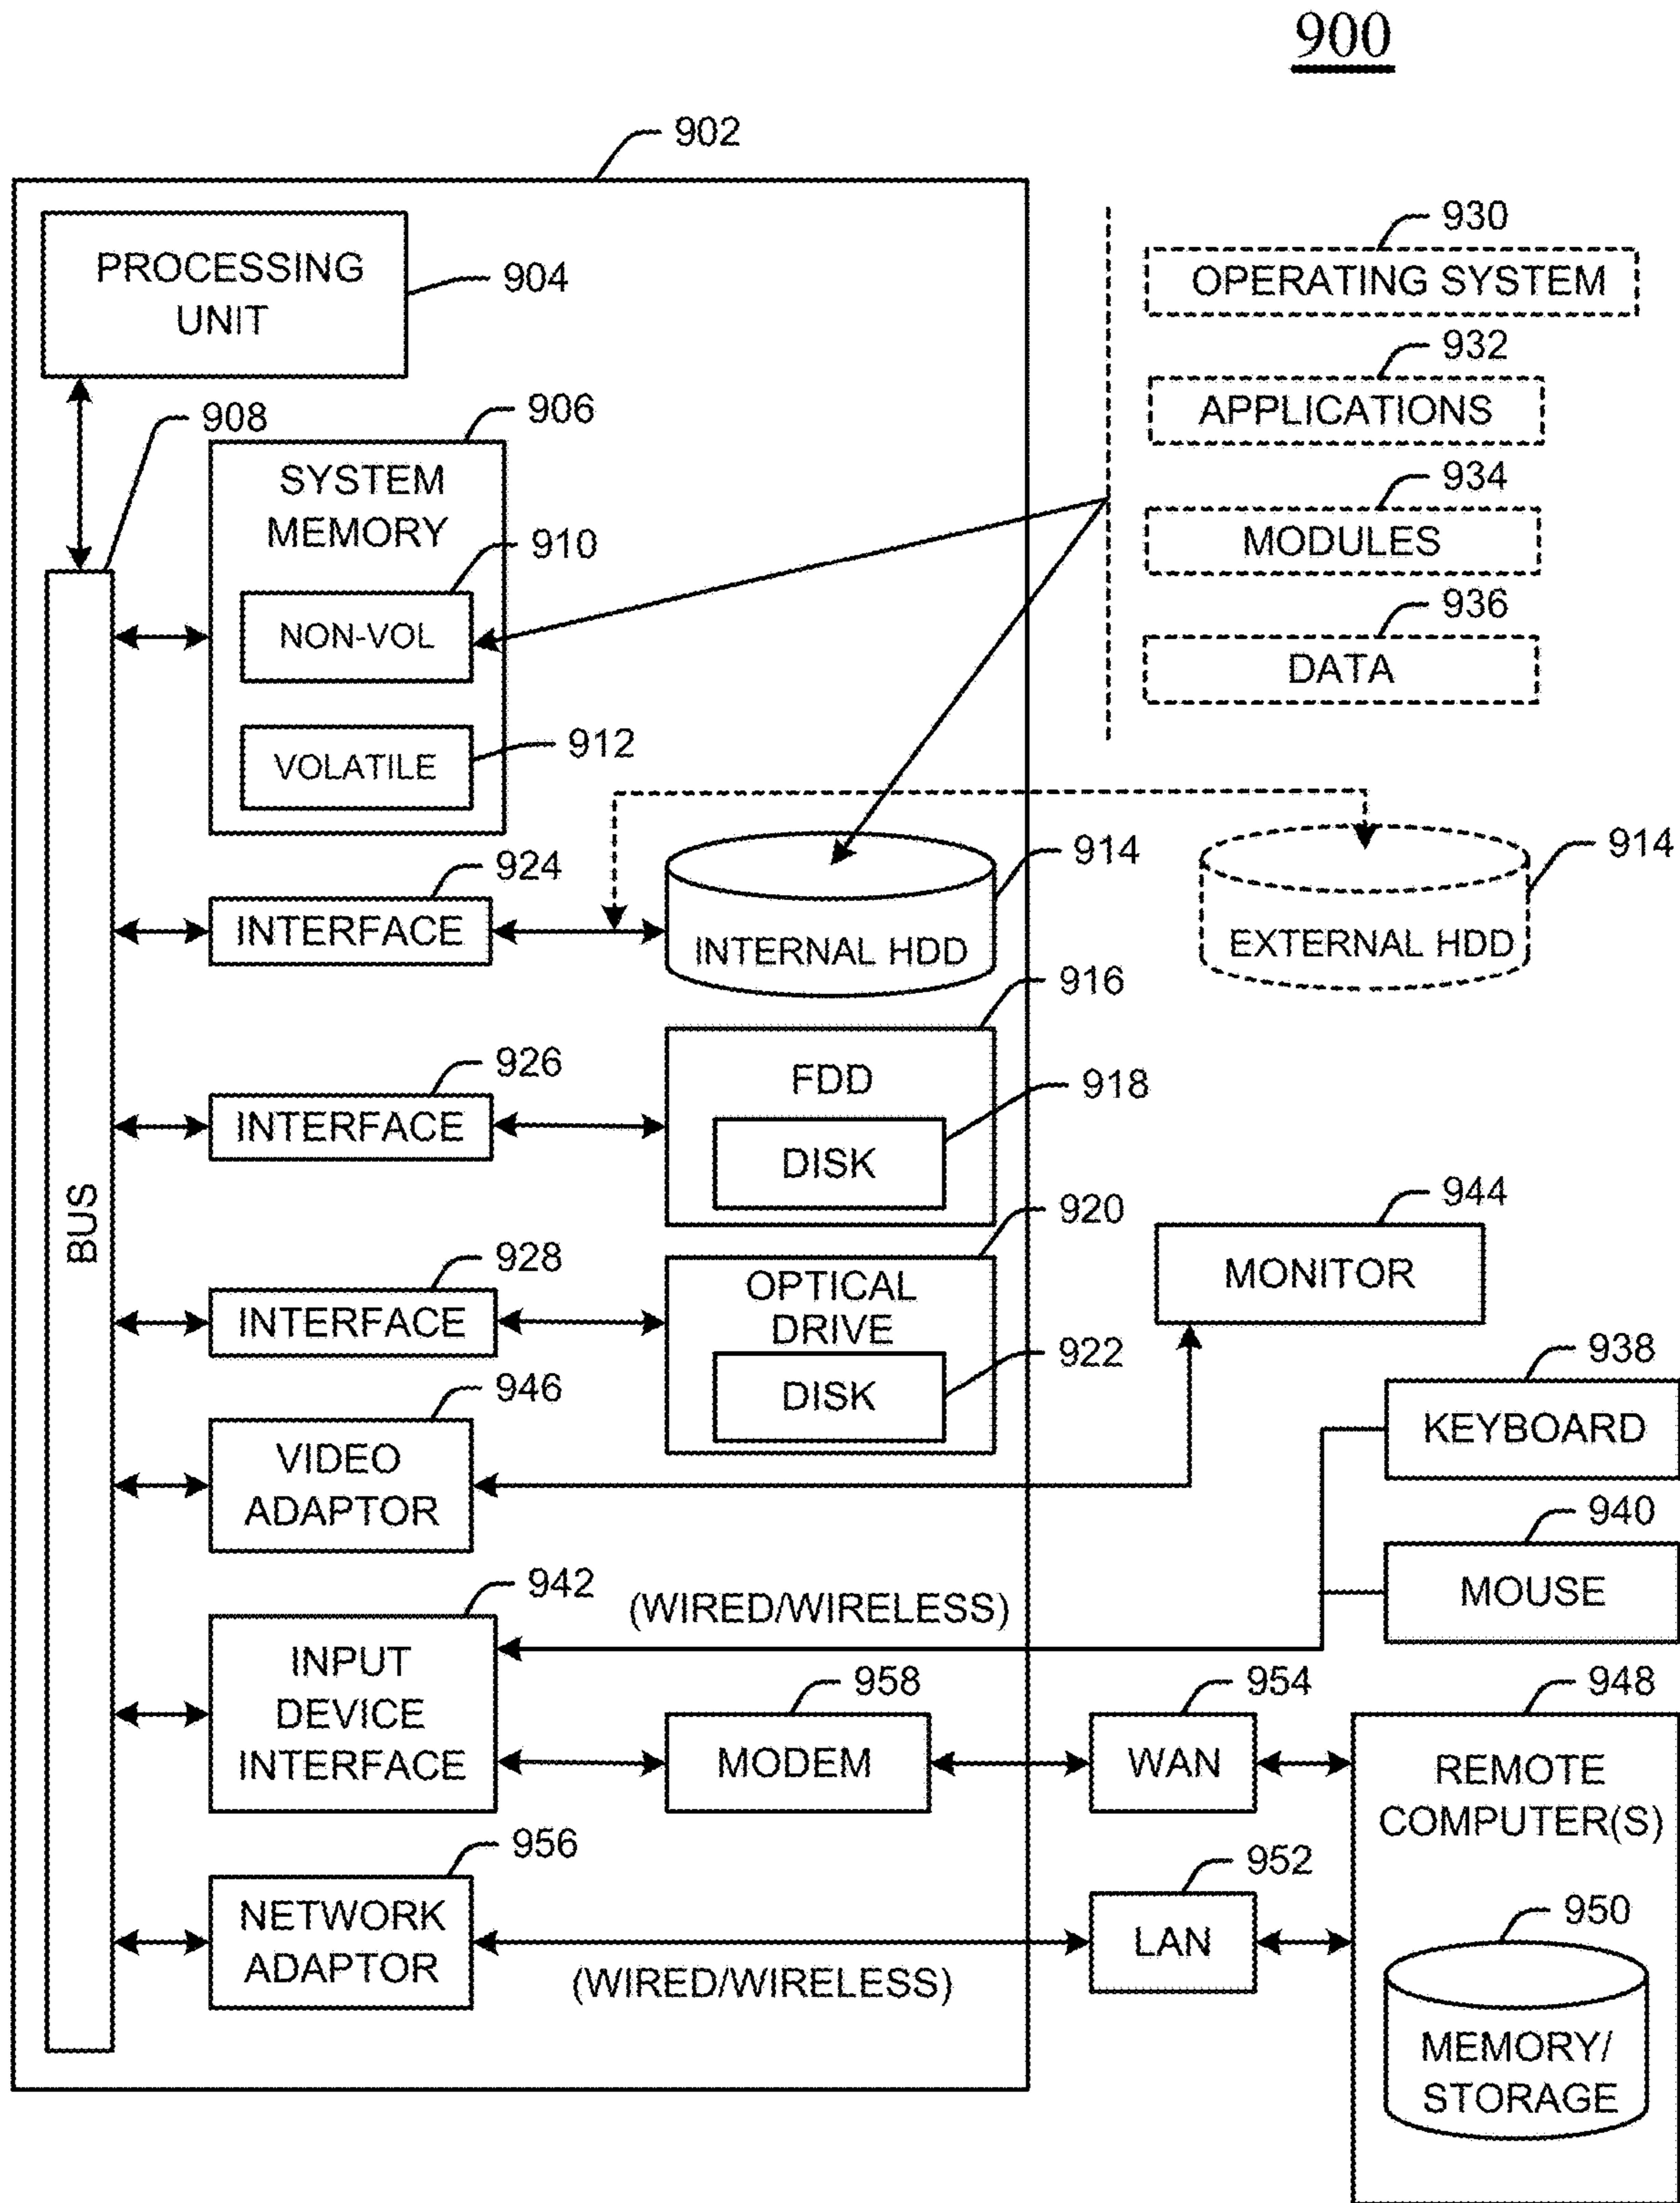 900
902
PROCESSING
UNIT
904
930
OPERATING SYSTEM
932
APPLICATIONS
934
MODULES
936
DATA
908
906
SYSTEM
MEMORY
910
NON-VOL
912
VOLATILE
924
INTERFACE
914
INTERNAL HDD
914
EXTERNAL HDD
916
926
INTERFACE
FDD
918
DISK
BUS
920
928
INTERFACE
OPTICAL
DRIVE
922
DISK
944
MONITOR
938
KEYBOARD
946
VIDEO
ADAPTOR
940
MOUSE
942
(WIRED/WIRELESS)
INPUT
DEVICE
INTERFACE
958
MODEM
954
WAN
948
REMOTE
COMPUTER(S)
956
NETWORK
ADAPTOR
(WIRED/WIRELESS)
952
LAN
950
MEMORY/
STORAGE